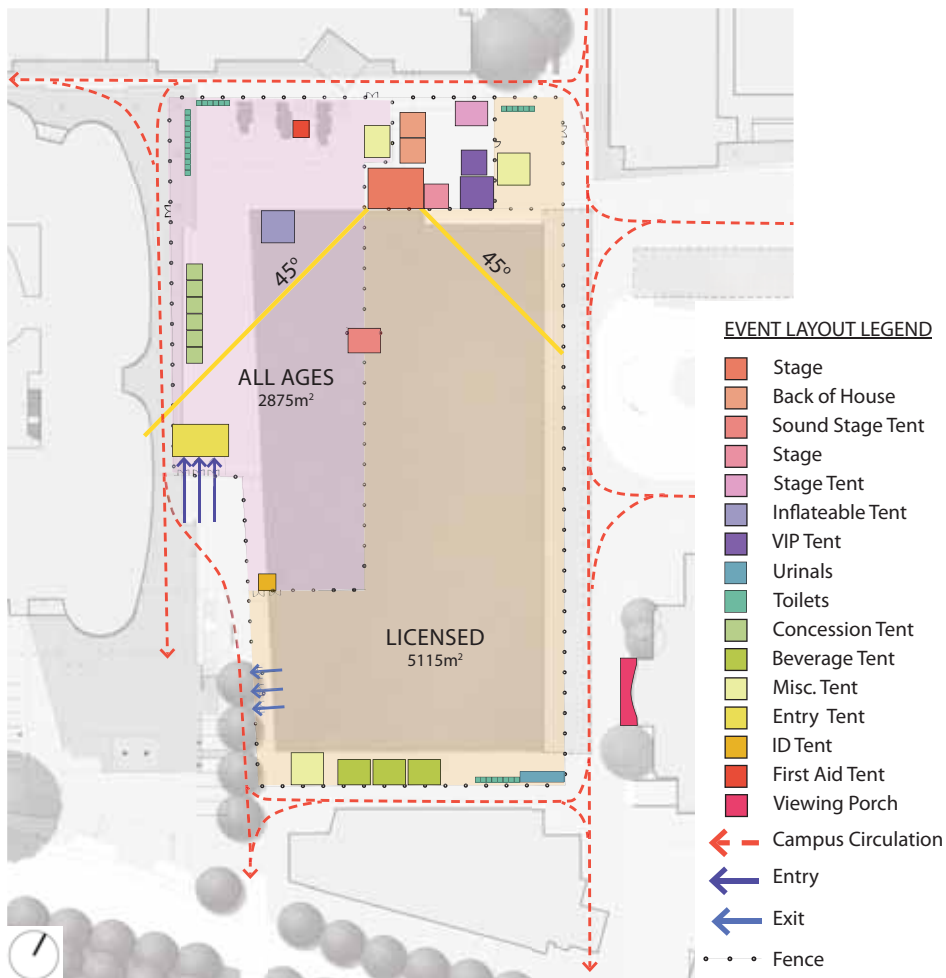 45°
45°
ALL AGES
2875m²
LICENSED
5115m²
EVENT LAYOUT LEGEND
Stage
Back of House
Sound Stage Tent
Stage
Stage Tent
Inflateable Tent
VIP Tent
Urinals
Toilets
Concession Tent
Beverage Tent
Misc. Tent
Entry Tent
ID Tent
First Aid Tent
Viewing Porch
Campus Circulation
Entry
Exit
Fence